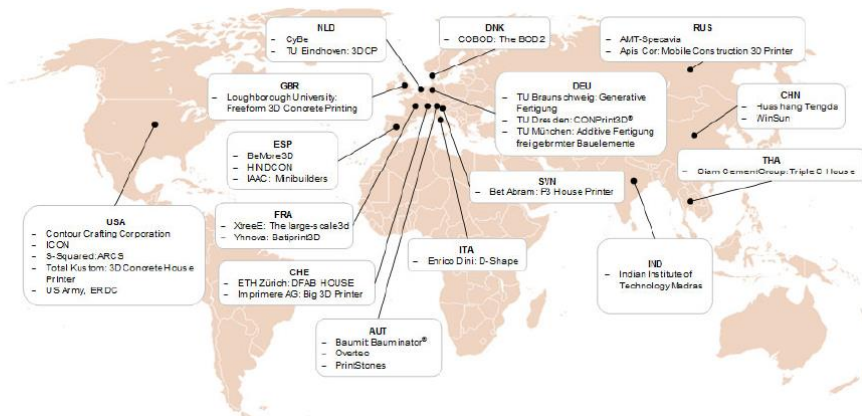 NLD
– CyBe
– TU Eindhoven: 3DCP
DNK
– COBOD: The BOD2
RUS
– AMT-Specavia
– Apis Cor: Mobile Construction 3D Printer
GBR
– Loughborough University:
Freeform 3D Concrete Printing
DEU
– TU Braunschweig: Generative
Fertigung
– TU Dresden: CONPrint3D®
– TU München: Additive Fertigung
frei geformter Bauelemente
CHN
– Huashang Tengda
– WinSun
ESP
– BeMore3D
– HINDCON
– IAAC: Minibuilders
THA
– Siam Cement Group: Triple S House
SVN
– Bet Abram: P3 House Printer
USA
– Contour Crafting Corporation
– ICON
– S-Squared: ARCS
– Total Kustom: 3D Concrete House
Printer
– US Army, ERDC
FRA
– XtreeE: The large-scale3d
– Yhnova: Batiprint3D
ITA
– Enrico Dini: D-Shape
IND
– Indian Institute of
Technology Madras
CHE
– ETH Zürich: DFAB HOUSE
– Imprimere AG: Big 3D Printer
AUT
– Baumit: Bauminator®
– Overtec
– PrintStones